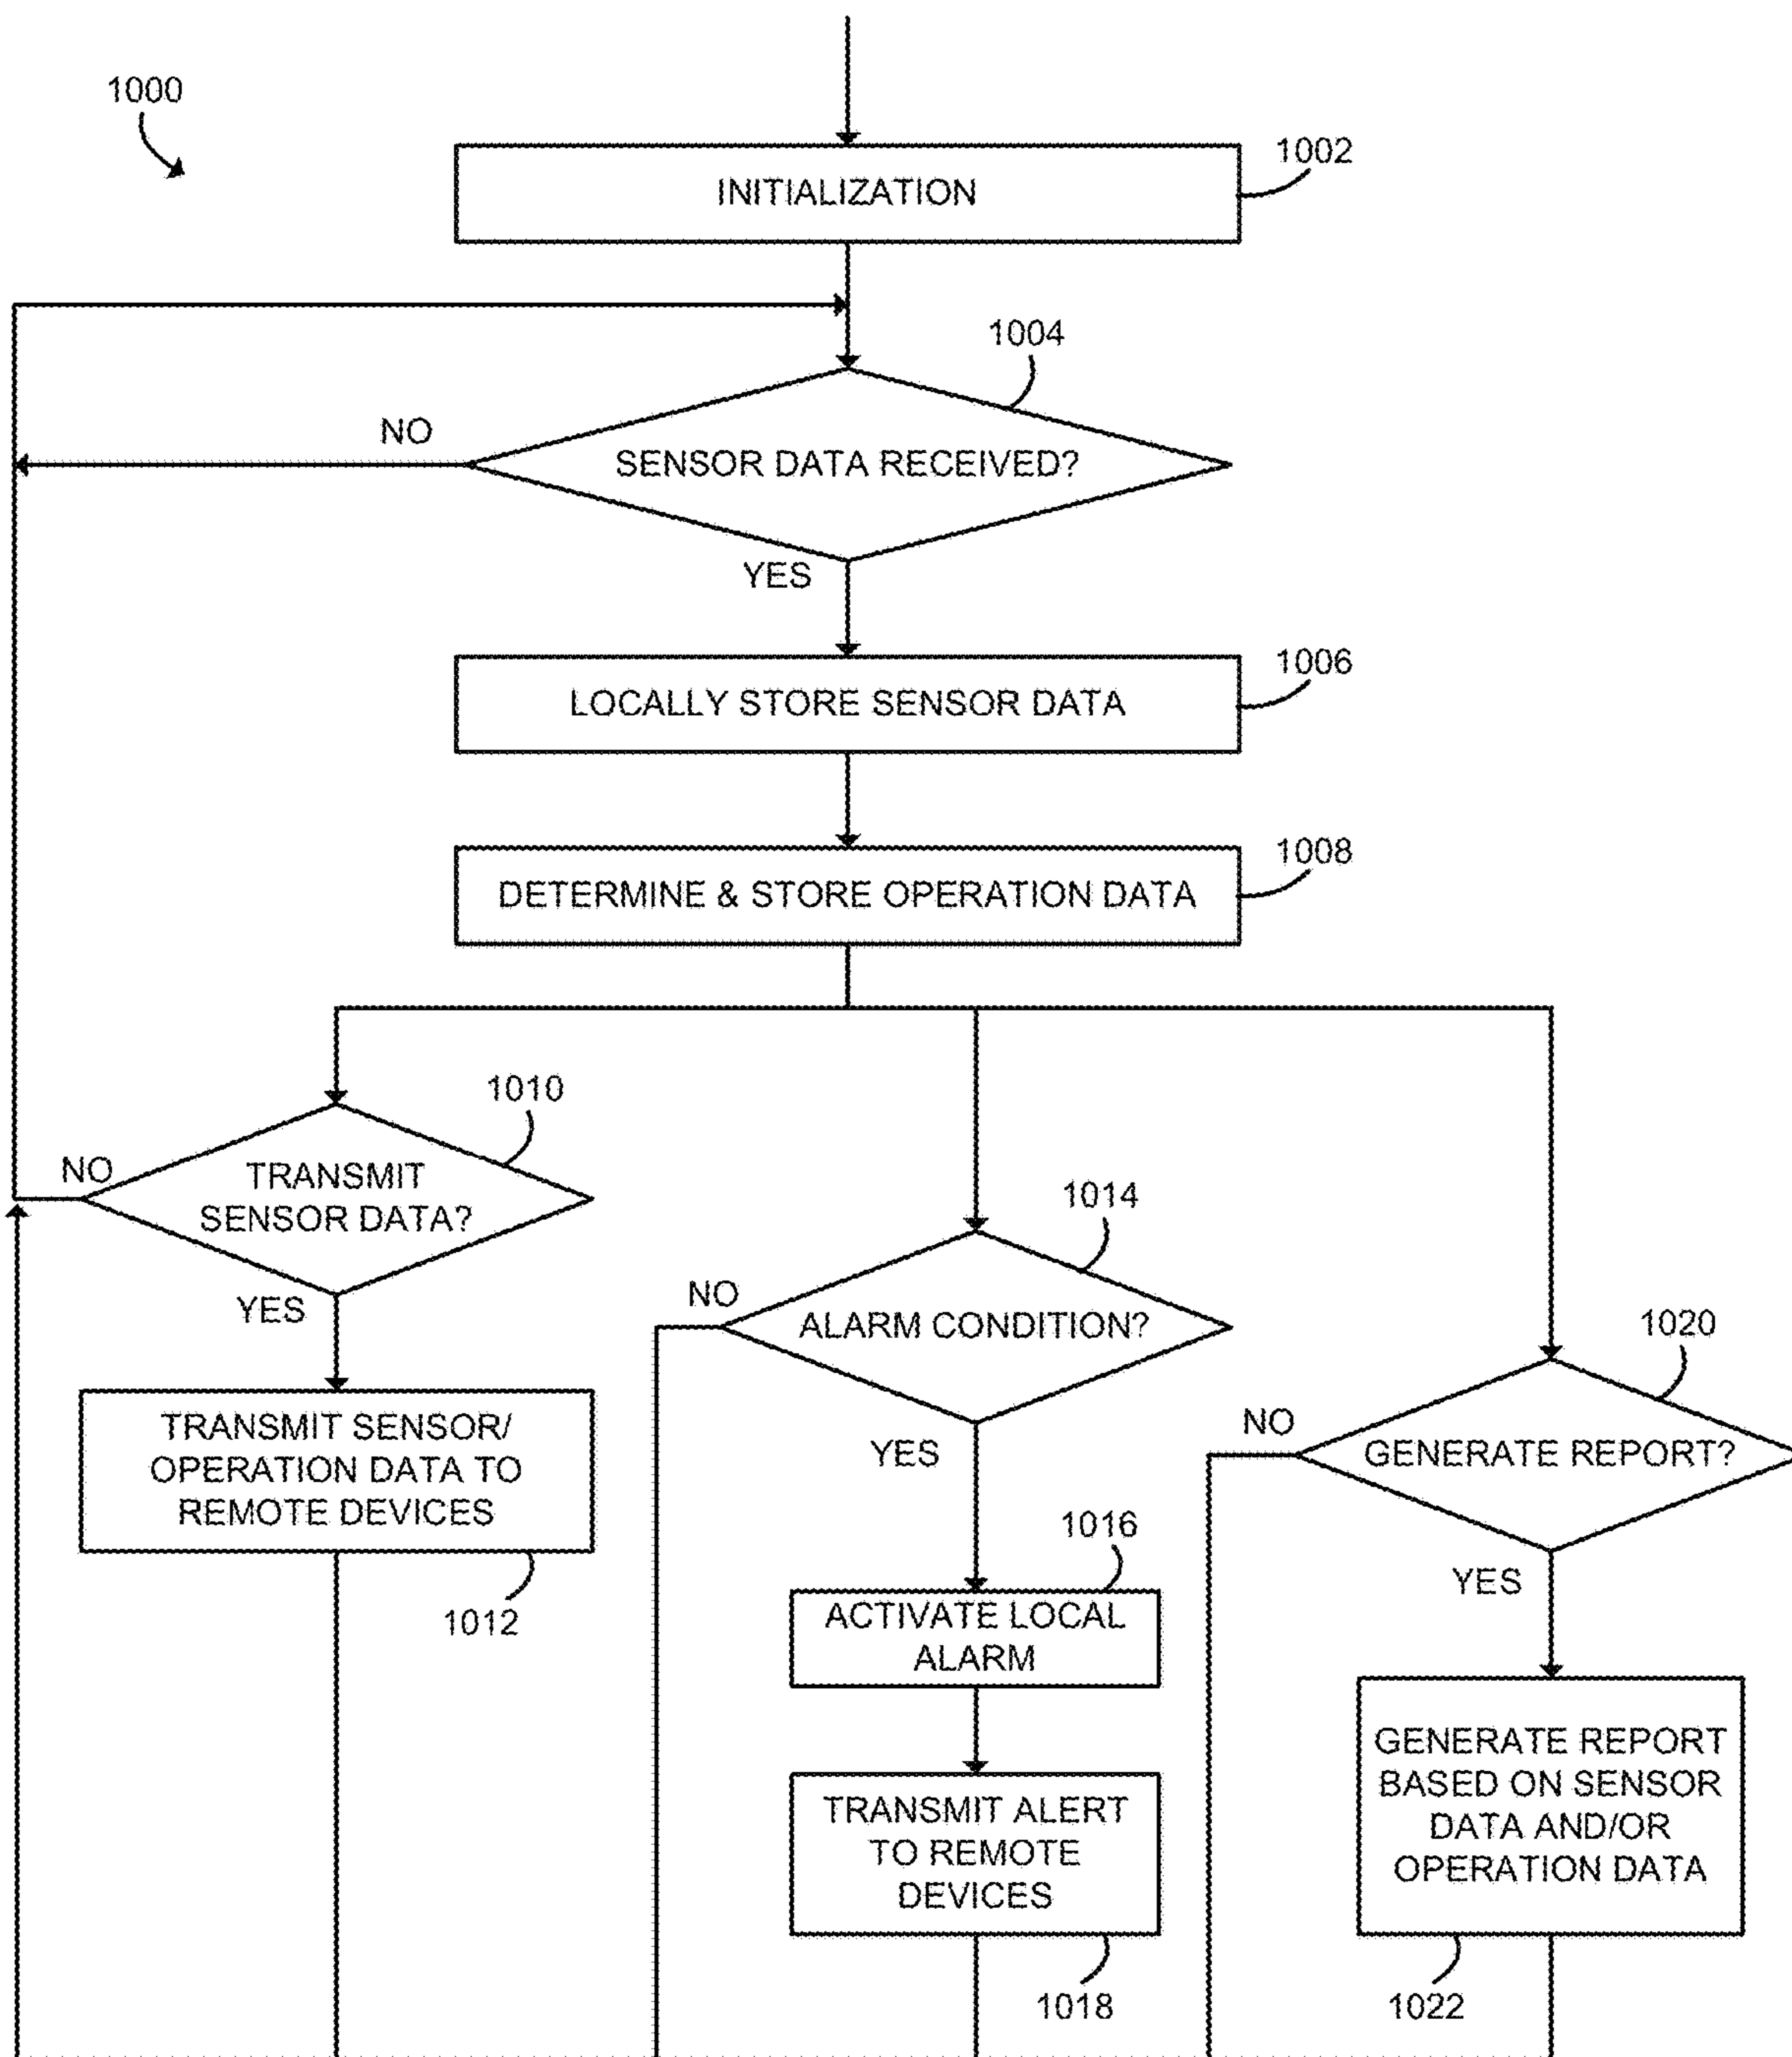 1000
1002
INITIALIZATION
1004
NO
SENSOR DATA RECEIVED?
YES
1006
LOCALLY STORE SENSOR DATA
1008
DETERMINE & STORE OPERATION DATA
1010
NO
TRANSMIT
SENSOR DATA?
YES
TRANSMIT SENSOR/
OPERATION DATA TO
REMOTE DEVICES
1012
1014
NO
ALARM CONDITION?
YES
1016
ACTIVATE LOCAL
ALARM
TRANSMIT ALERT
TO REMOTE
DEVICES
1018
1020
NO
GENERATE REPORT?
YES
GENERATE REPORT
BASED ON SENSOR
DATA AND/OR
OPERATION DATA
1022